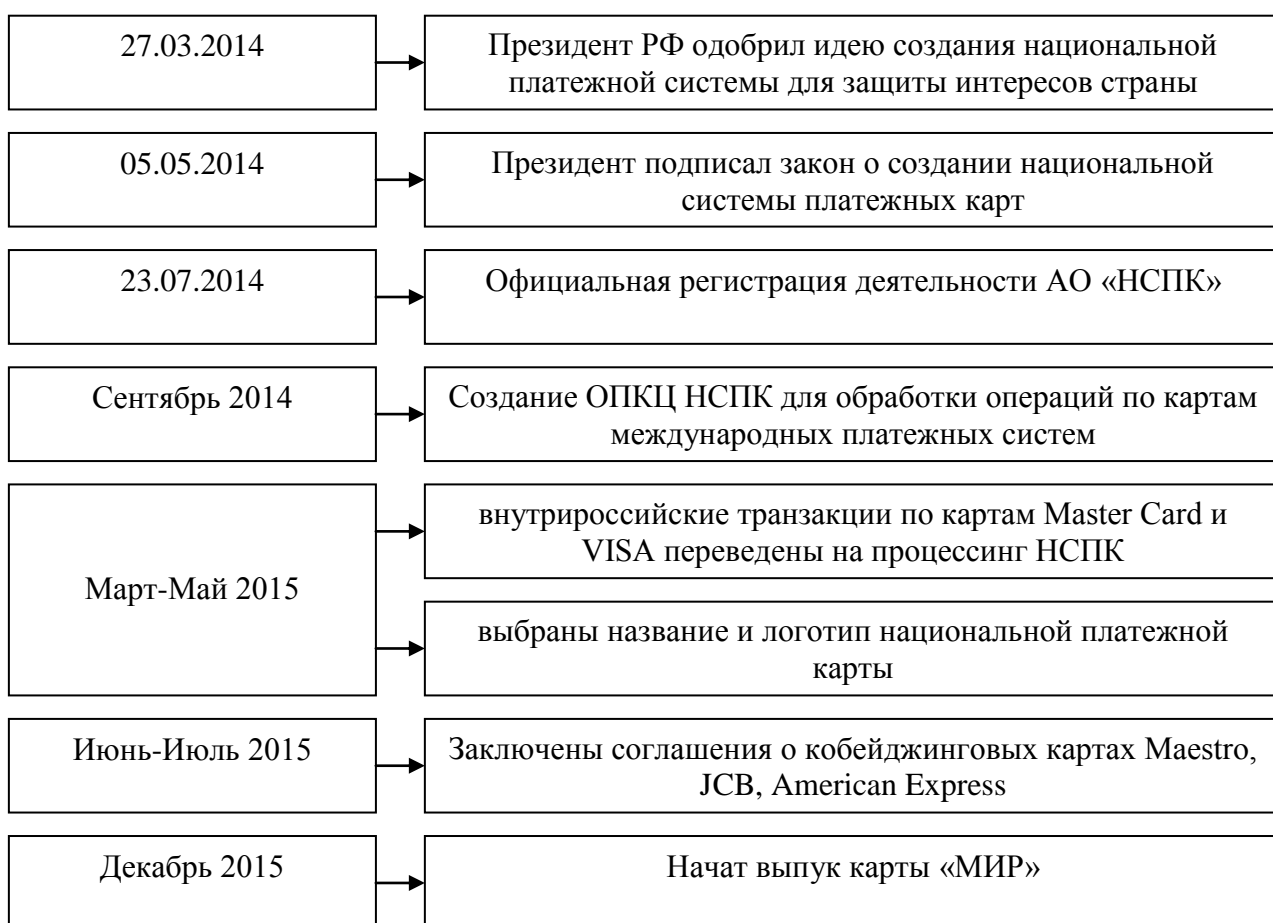 27.03.2014
Президент РФ одобрил идею создания национальной
платежной системы для защиты интересов страны
05.05.2014
Президент подписал закон о создании национальной
системы платежных карт
23.07.2014
Официальная регистрация деятельности АО «НСПК»
Сентябрь 2014
Создание ОПКЦ НСПК для обработки операций по картам
международных платежных систем
Март-Май 2015
внутрироссийские транзакции по картам Master Card и
VISA переведены на процессинг НСПК
выбраны название и логотип национальной платежной
карты
Июнь-Июль 2015
Заключены соглашения о кобейджинговых картах Maestro,
JCB, American Express
Декабрь 2015
Начат выпук карты «МИР»